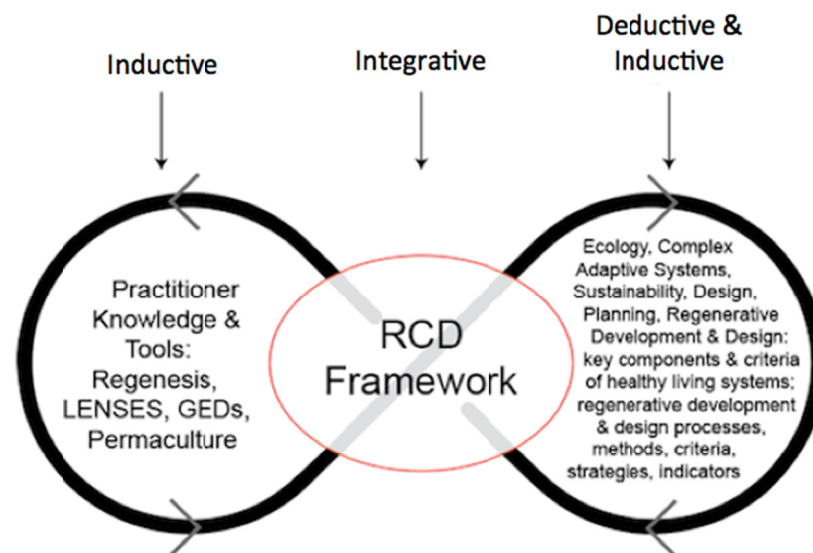 Inductive
Integrative
Deductive &
Inductive
Practitioner
Knowledge &
Tools:
Regenesis,
LENSES, GEDs,
Permaculture
RCD
Framework
Ecology, Complex
Adaptive Systems,
Sustainability, Design,
Planning, Regenerative
Development & Design:
key components & criteria
of healthy living systems;
regenerative development
& design processes,
methods, criteria,
strategies, indicators